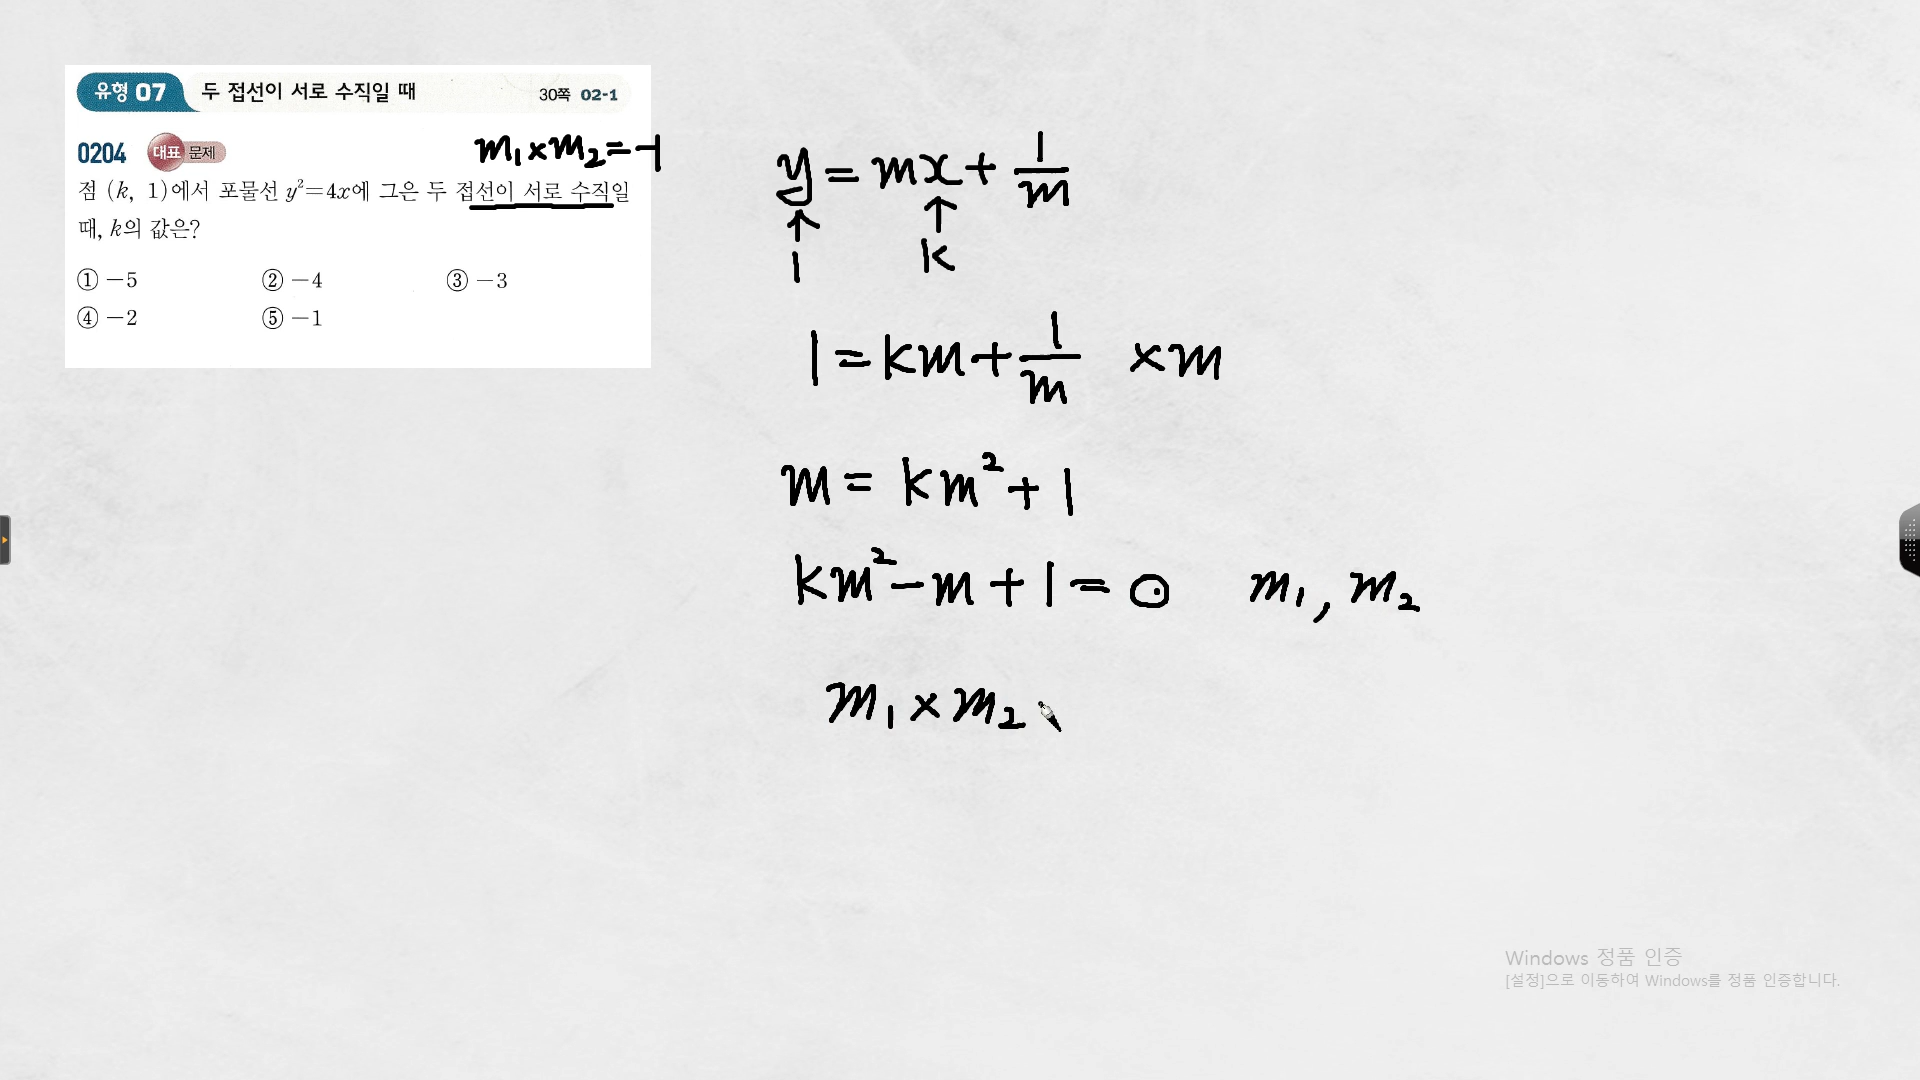 유형 07 두 접선이 서로 수직일 때 30쪽 02-1
0204 대표 문제 m₁×m₂=-1
점 (k, 1)에서 포물선 y²=4x에 그은 두 접선이 서로 수직일
때, k의 값은?
① -5 ② -4 ③ -3
④ -2 ⑤ -1
y = mx + 1/m
↑ ↑
1 k
1 = km + 1/m ×m
m = km² + 1
km² - m + 1 = 0 m₁, m₂
m₁ × m₂
Windows 정품 인증
[설정]으로 이동하여 Windows를 정품 인증합니다.